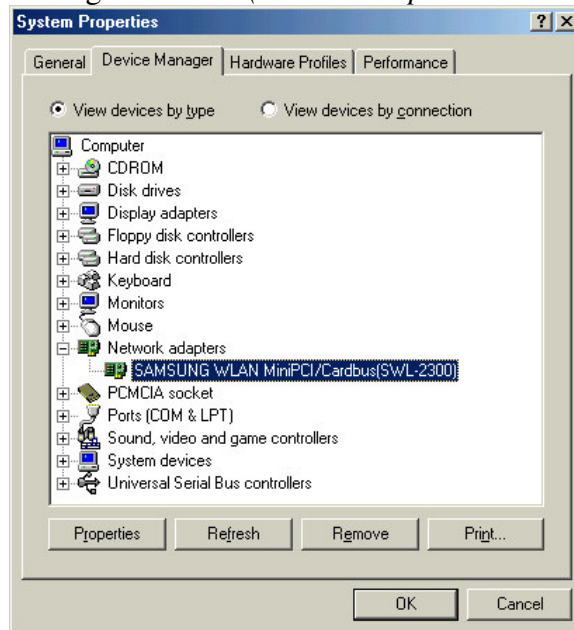 System Properties
General Device Manager Hardware Profiles Performance
View devices by type View devices by connection
Computer
CDROM
Disk drives
Display adapters
Floppy disk controllers
Hard disk controllers
Keyboard
Monitors
Mouse
Network adapters
SAMSUNG WLAN MiniPCI/Cardbus(SWL-2300)
PCMCIA socket
Ports (COM & LPT)
Sound, video and game controllers
System devices
Universal Serial Bus controllers
Properties Refresh Remove Print...
OK Cancel